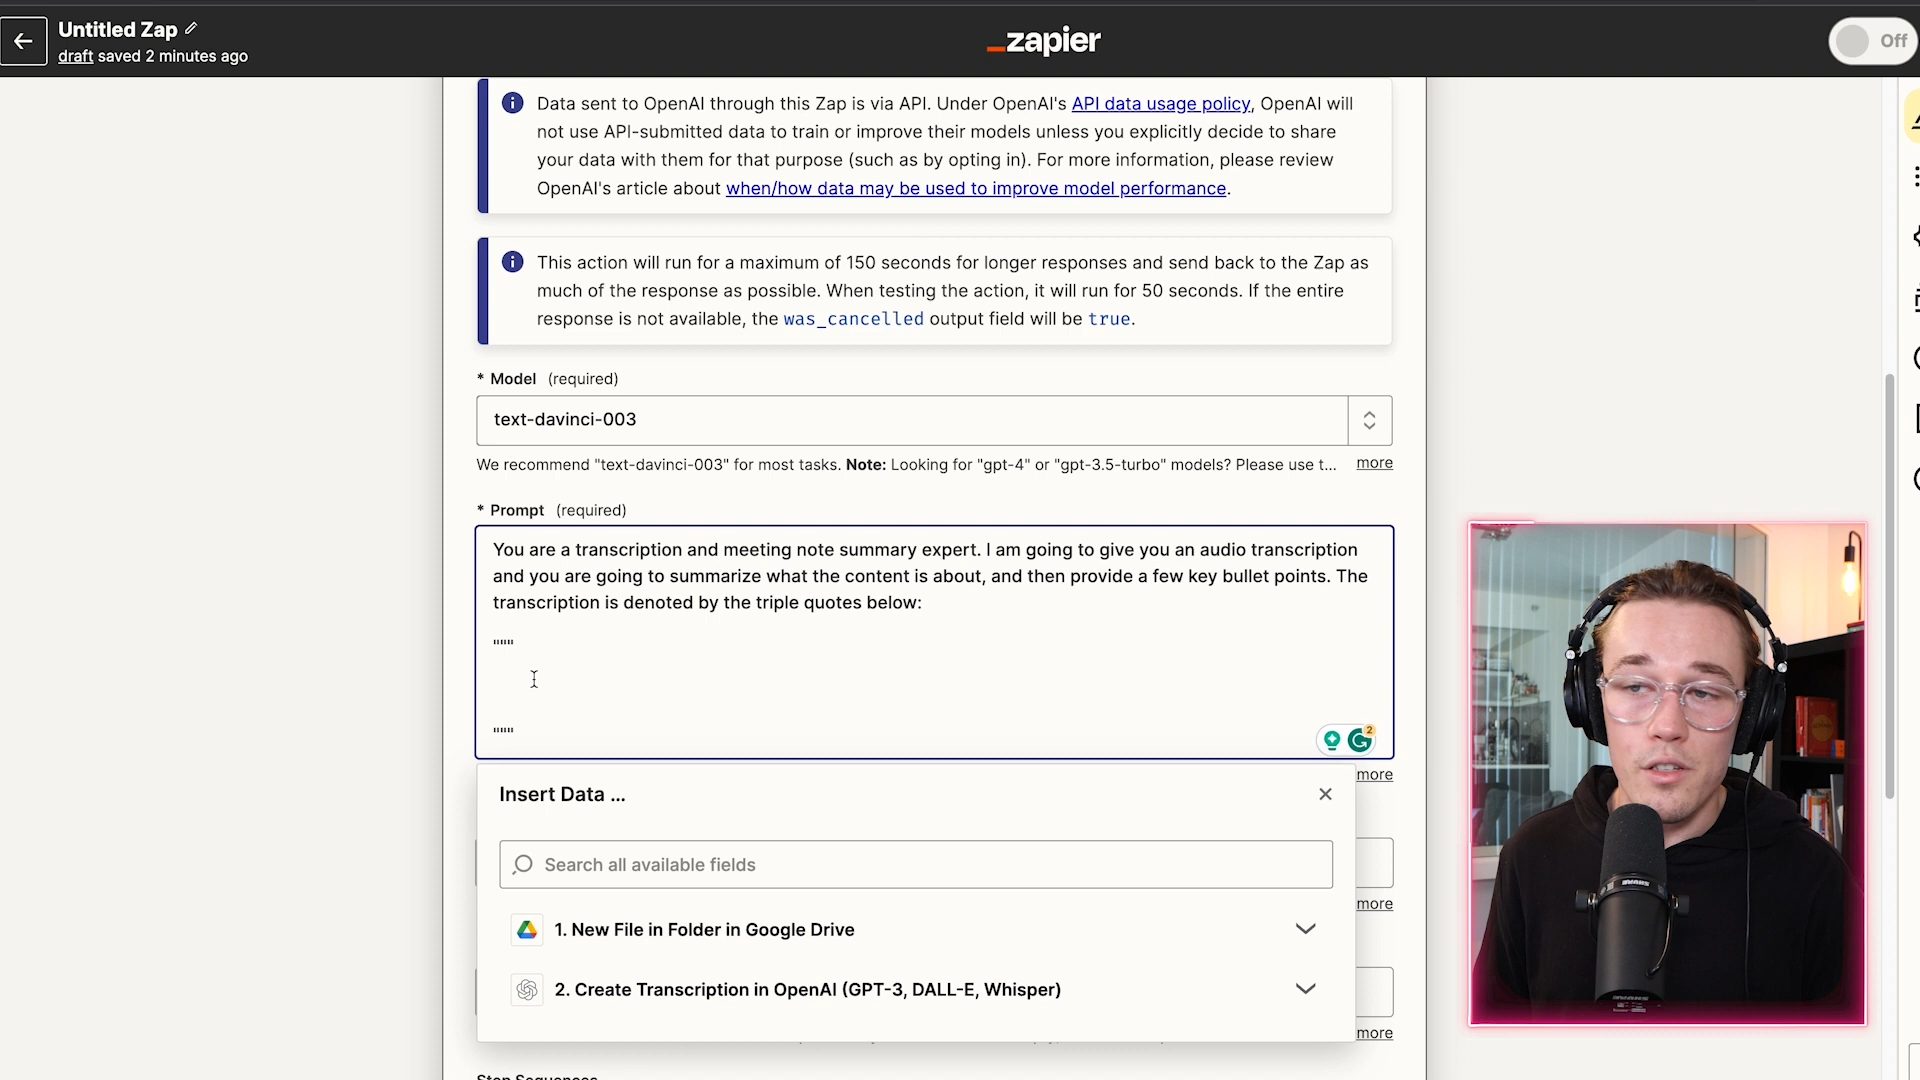 Untitled Zap
draft saved 2 minutes ago
zapier
Off
Data sent to OpenAI through this Zap is via API. Under OpenAI's API data usage policy, OpenAI will
not use API-submitted data to train or improve their models unless you explicitly decide to share
your data with them for that purpose (such as by opting in). For more information, please review
OpenAI's article about when/how data may be used to improve model performance.
This action will run for a maximum of 150 seconds for longer responses and send back to the Zap as
much of the response as possible. When testing the action, it will run for 50 seconds. If the entire
response is not available, the was_cancelled output field will be true.
* Model (required)
text-davinci-003
We recommend "text-davinci-003" for most tasks. Note: Looking for "gpt-4" or "gpt-3.5-turbo" models? Please use t... more
* Prompt (required)
You are a transcription and meeting note summary expert. I am going to give you an audio transcription
and you are going to summarize what the content is about, and then provide a few key bullet points. The
transcription is denoted by the triple quotes below:
"""
"""
2
more
Insert Data ...
Search all available fields
1. New File in Folder in Google Drive
more
2. Create Transcription in OpenAI (GPT-3, DALL-E, Whisper)
more
Stop Sequences
SHURE